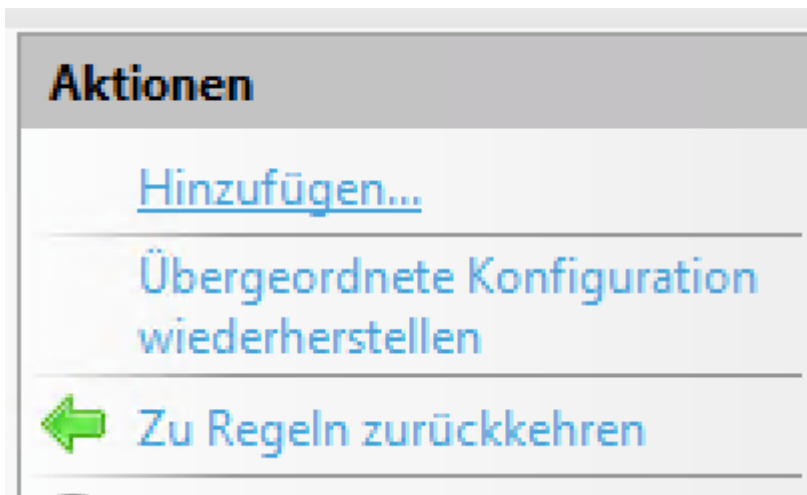 Aktionen
Hinzufügen...
Übergeordnete Konfiguration
wiederherstellen
Zu Regeln zurückkehren